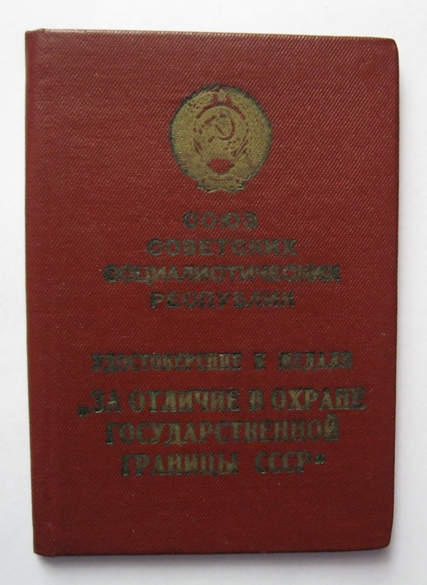 СОЮЗ
СОВЕТСКИХ
СОЦИАЛИСТИЧЕСКИХ
РЕСПУБЛИК
УДОСТОВЕРЕНИЕ К МЕДАЛИ
„ЗА ОТЛИЧИЕ В ОХРАНЕ
ГОСУДАРСТВЕННОЙ
ГРАНИЦЫ СССР“